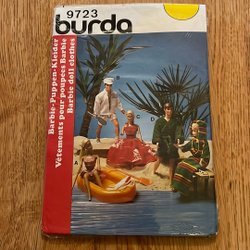 9723
burda
Barbie-Puppen-Kleider
Vêtements pour poupées Barbie
Barbie doll clothes
A
B
D